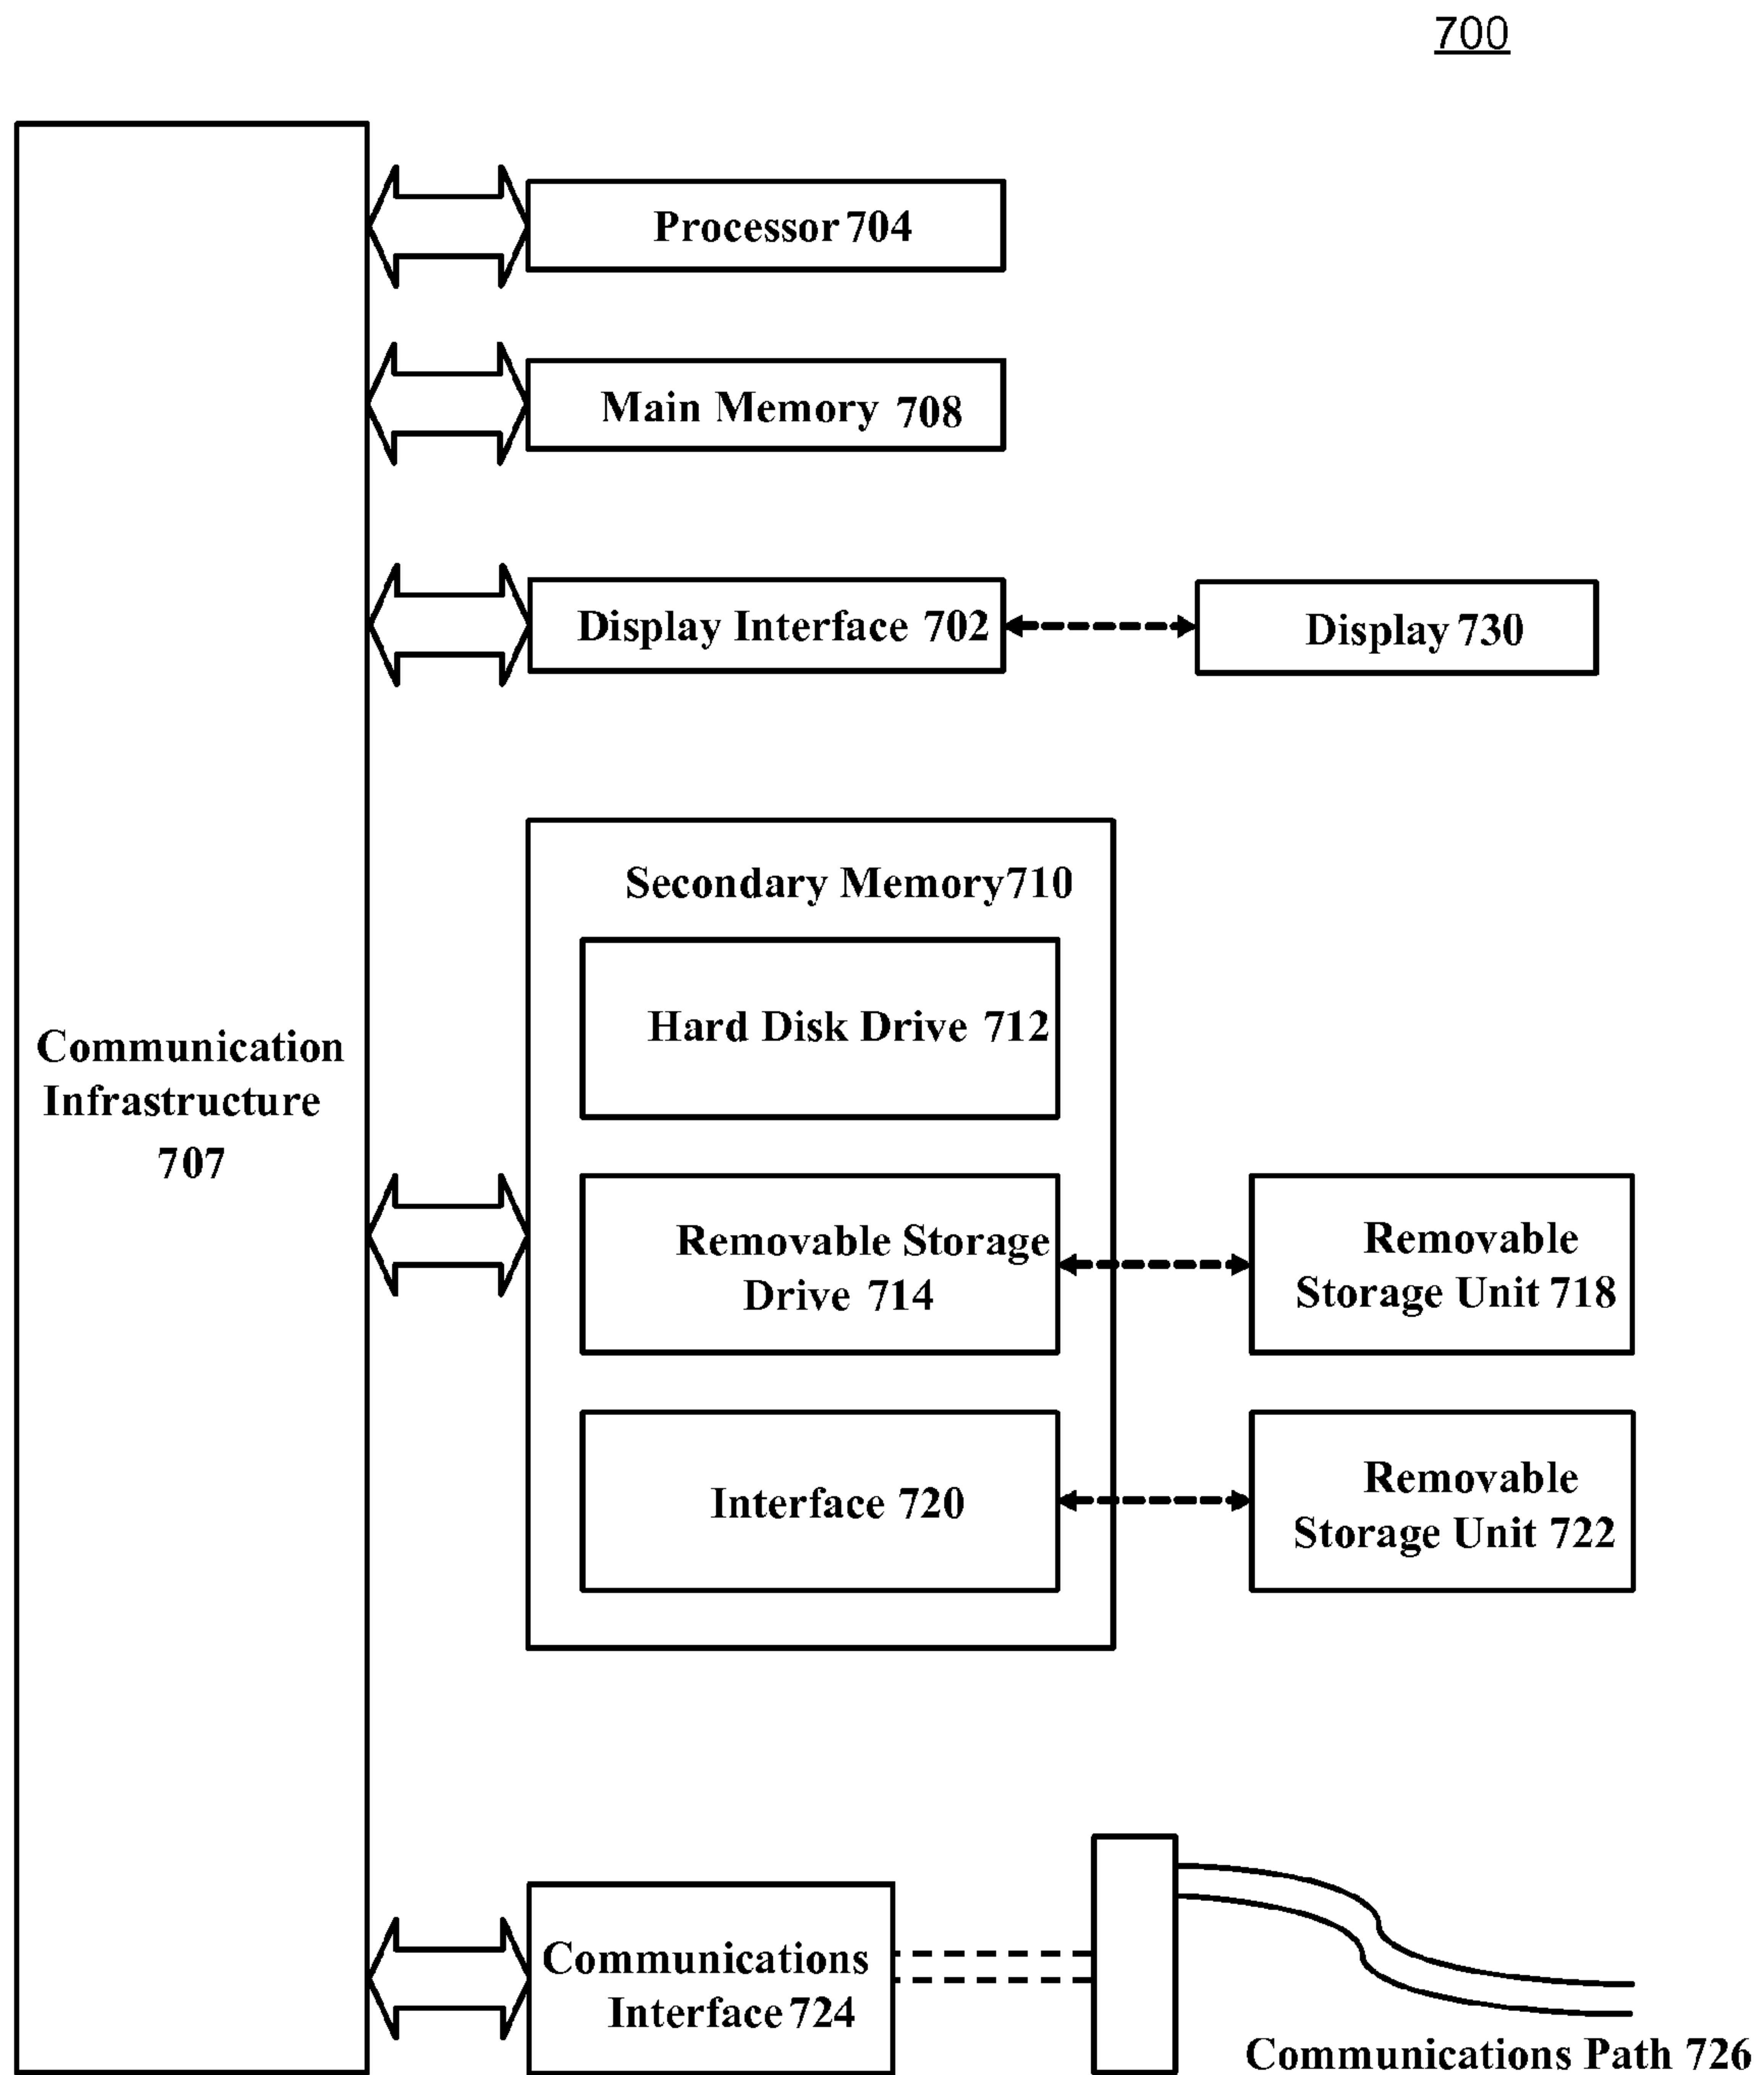 700
Processor 704
Main Memory 708
Display Interface 702
Display 730
Secondary Memory710
Hard Disk Drive 712
Communication
Infrastructure
707
Removable Storage
Drive 714
Removable
Storage Unit 718
Interface 720
Removable
Storage Unit 722
Communications
Interface 724
Communications Path 726